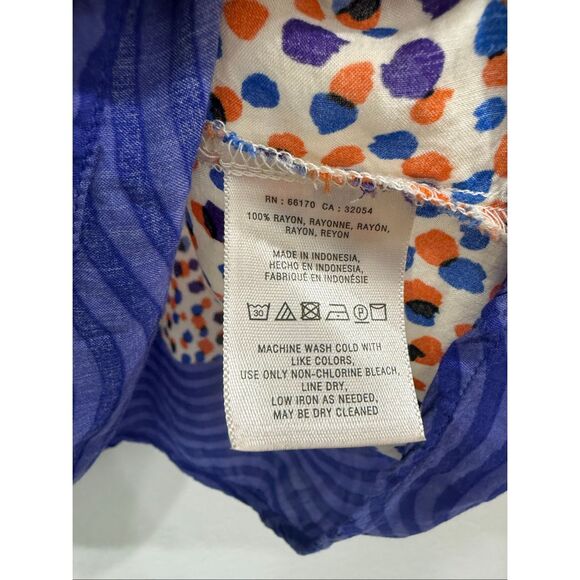 RN : 66170 CA : 32054
100% RAYON, RAYONNE, RAYÓN,
RAYON, REYON
MADE IN INDONESIA,
HECHO EN INDONESIA,
FABRIQUÉ EN INDONÉSIE
30 P
MACHINE WASH COLD WITH
LIKE COLORS,
USE ONLY NON-CHLORINE BLEACH,
LINE DRY,
LOW IRON AS NEEDED,
MAY BE DRY CLEANED